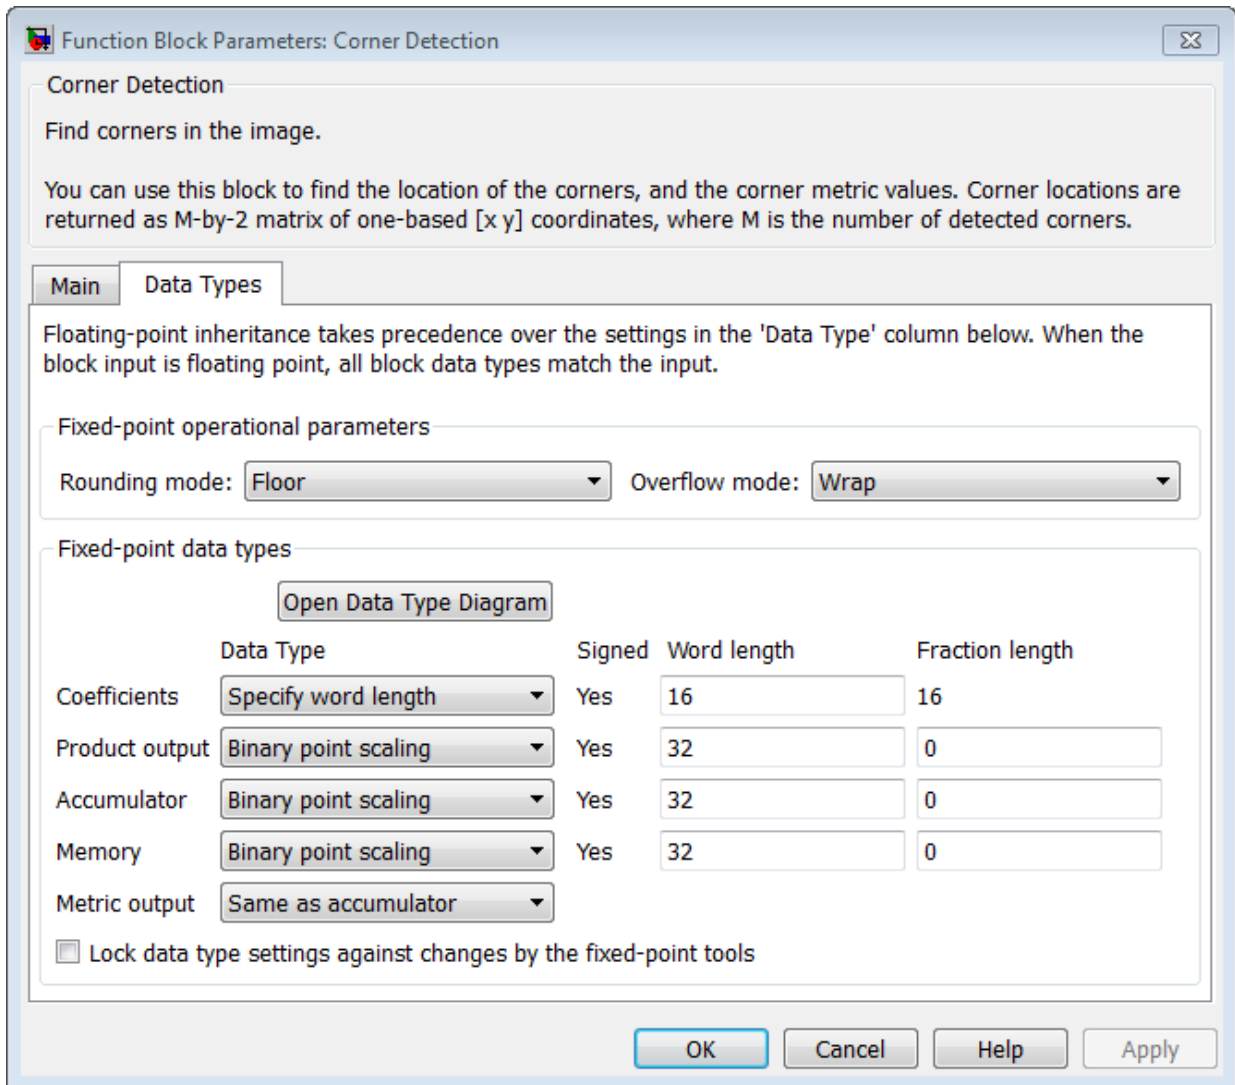 Function Block Parameters: Corner Detection
Corner Detection
Find corners in the image.
You can use this block to find the location of the corners, and the corner metric values. Corner locations are
returned as M-by-2 matrix of one-based [x y] coordinates, where M is the number of detected corners.
Main Data Types
Floating-point inheritance takes precedence over the settings in the 'Data Type' column below. When the
block input is floating point, all block data types match the input.
Fixed-point operational parameters
Rounding mode: Floor Overflow mode: Wrap
Fixed-point data types
Open Data Type Diagram
Data Type Signed Word length Fraction length
Coefficients Specify word length Yes 16 16
Product output Binary point scaling Yes 32 0
Accumulator Binary point scaling Yes 32 0
Memory Binary point scaling Yes 32 0
Metric output Same as accumulator
Lock data type settings against changes by the fixed-point tools
OK Cancel Help Apply